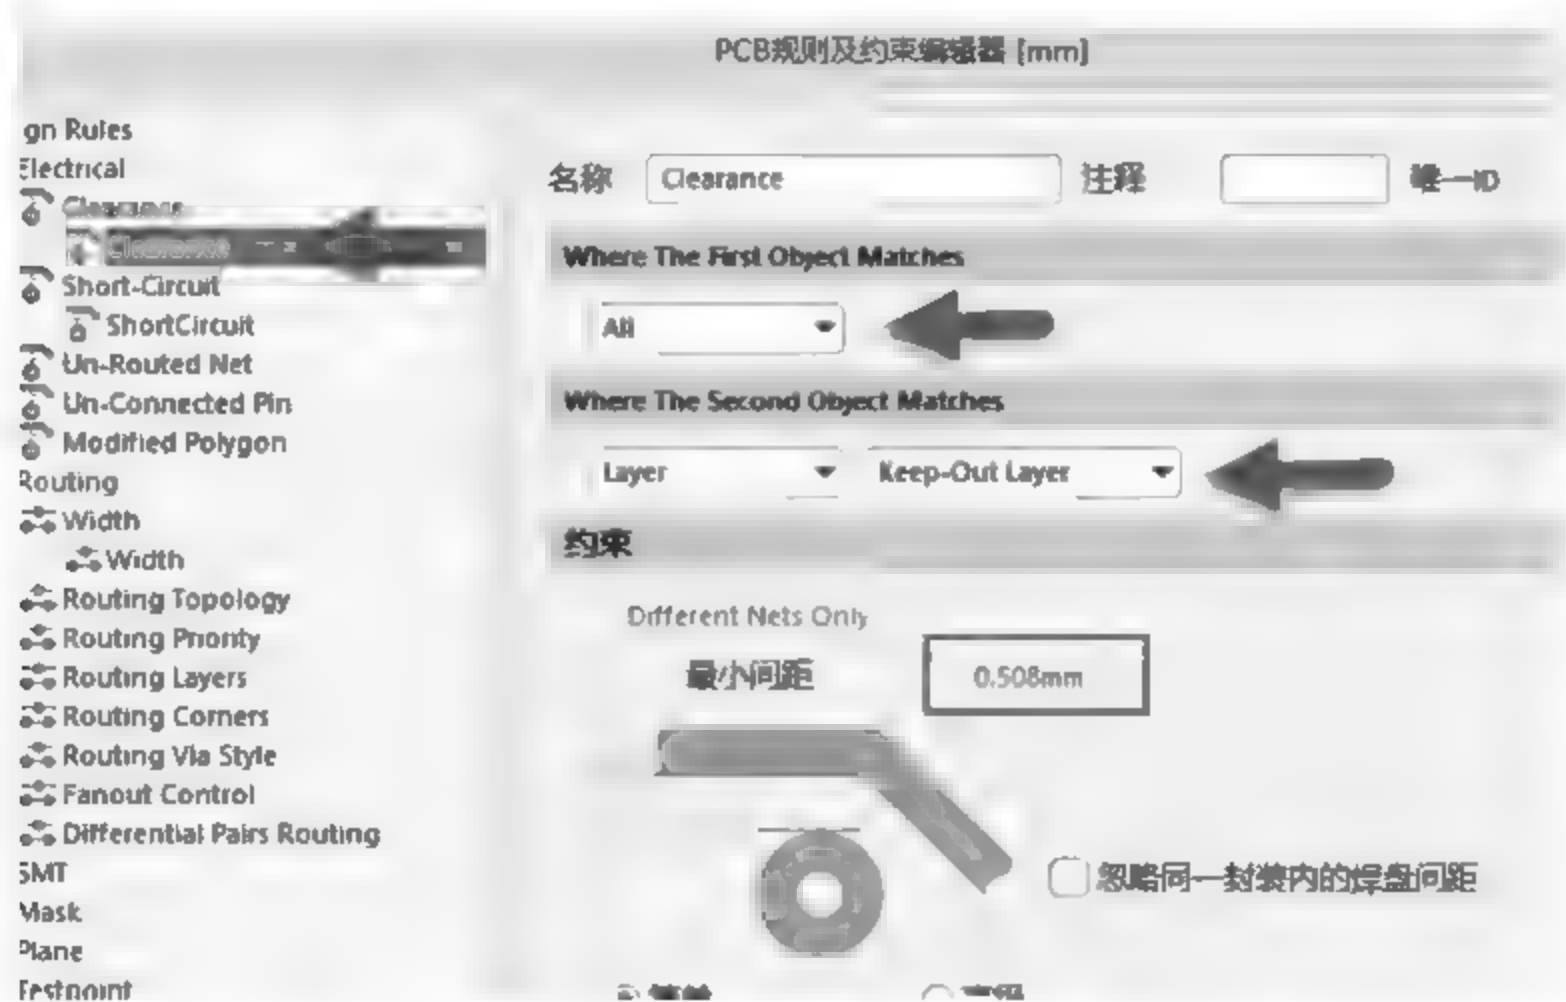 PCB规则及约束编辑器 [mm]
gn Rules
Electrical
Clearance
Clearance
Short-Circuit
ShortCircuit
Un-Routed Net
Un-Connected Pin
Modified Polygon
Routing
Width
Width
Routing Topology
Routing Priority
Routing Layers
Routing Corners
Routing Via Style
Fanout Control
Differential Pairs Routing
SMT
Mask
Plane
Testpoint
名称 Clearance 注释 唯一ID
Where The First Object Matches
All
Where The Second Object Matches
Layer Keep-Out Layer
约束
Different Nets Only
最小间距 0.508mm
忽略同一封装内的焊盘间距